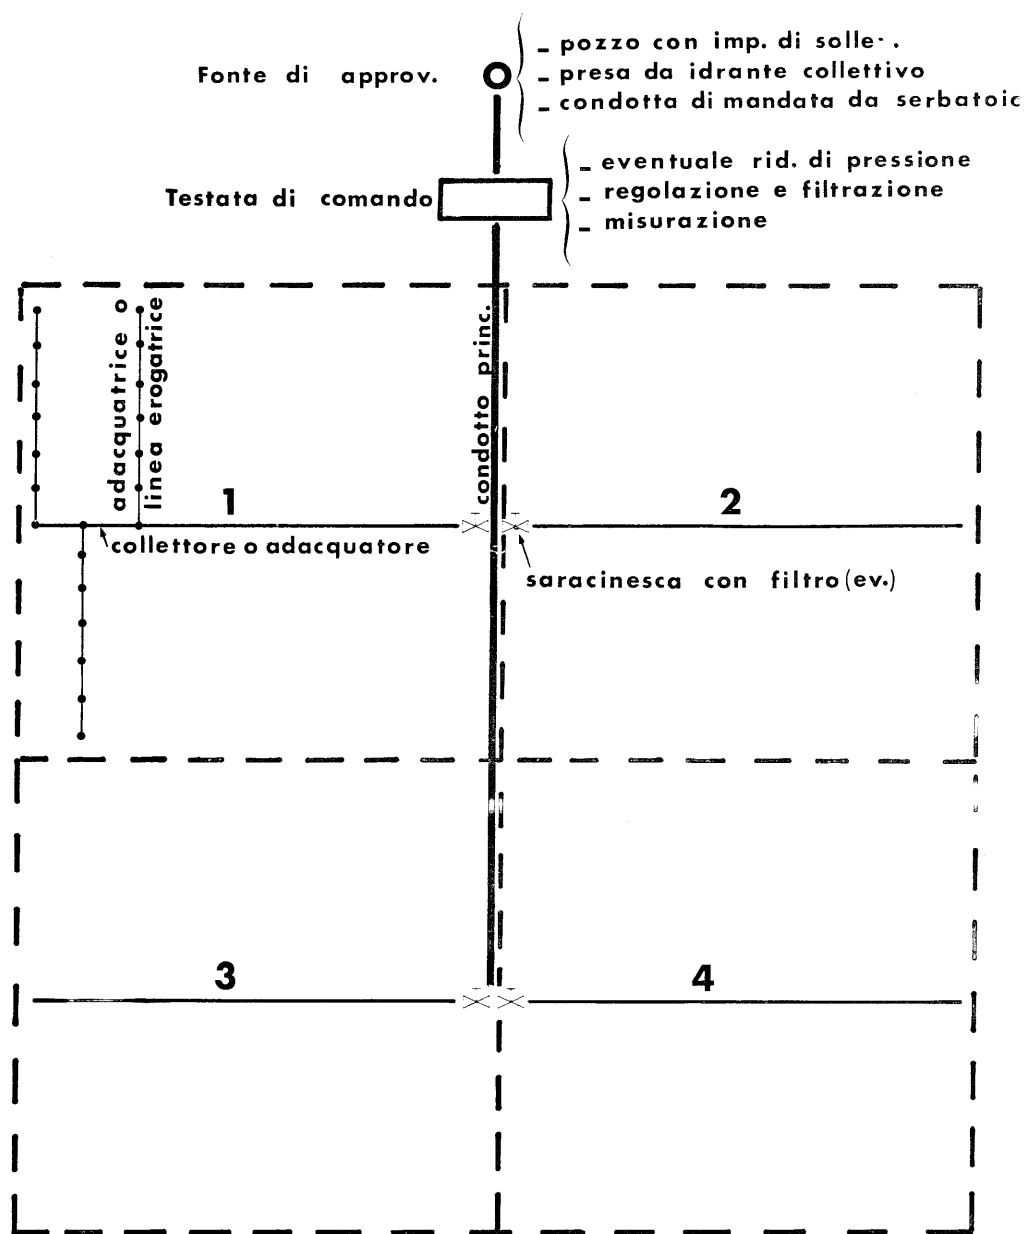 Fonte di approv.
- pozzo con imp. di solle .
- presa da idrante collettivo
- condotta di mandata da serbatoio
Testata di comando
- eventuale rid. di pressione
- regolazione e filtrazione
- misurazione
adacquatrice o
linea erogatrice
condotto princ.
1
2
collettore o adacquatore
saracinesca con filtro (ev.)
3
4